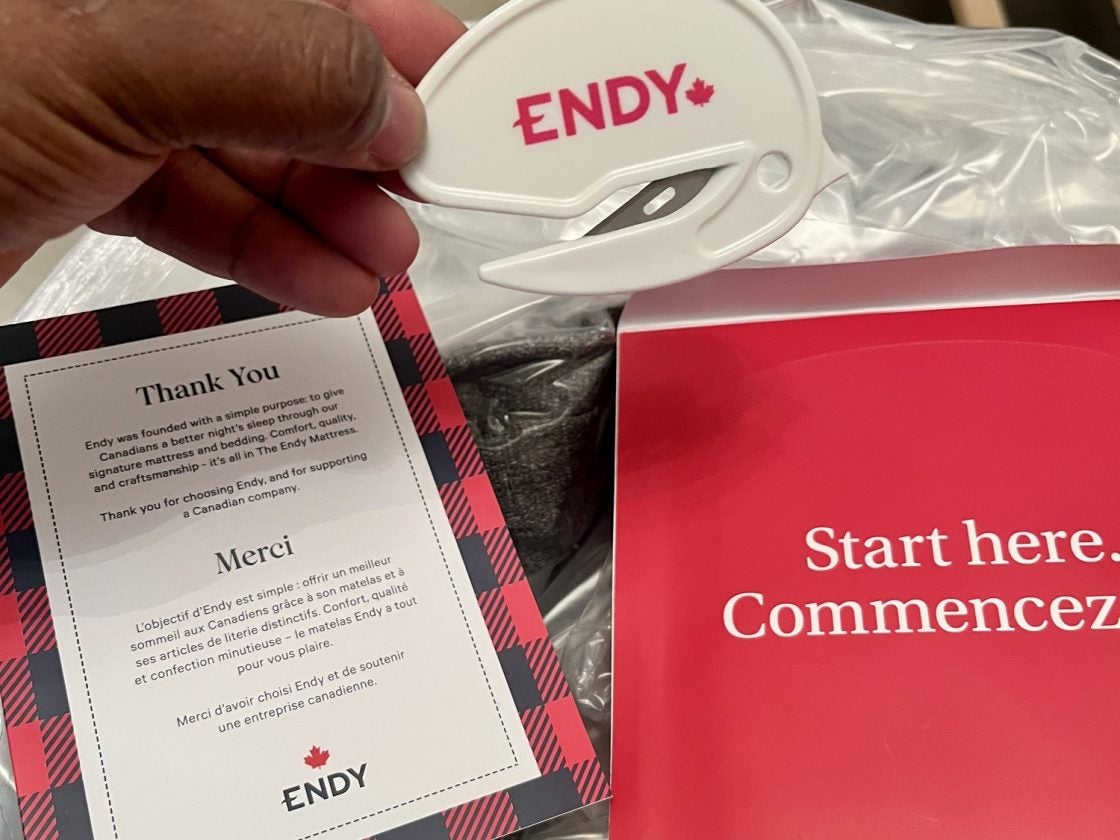 ENDY
Thank You
Endy was founded with a simple purpose: to give
Canadians a better night's sleep through our
signature mattress and bedding. Comfort, quality,
and craftsmanship - it's all in The Endy Mattress.
Thank you for choosing Endy, and for supporting
a Canadian company.
Merci
L'objectif d'Endy est simple : offrir un meilleur
sommeil aux Canadiens grâce à son matelas et à
ses articles de literie distinctifs. Confort, qualité
et confection minutieuse – le matelas Endy a tout
pour vous plaire.
Merci d'avoir choisi Endy et de soutenir
une entreprise canadienne.
ENDY
Start here.
Commencez